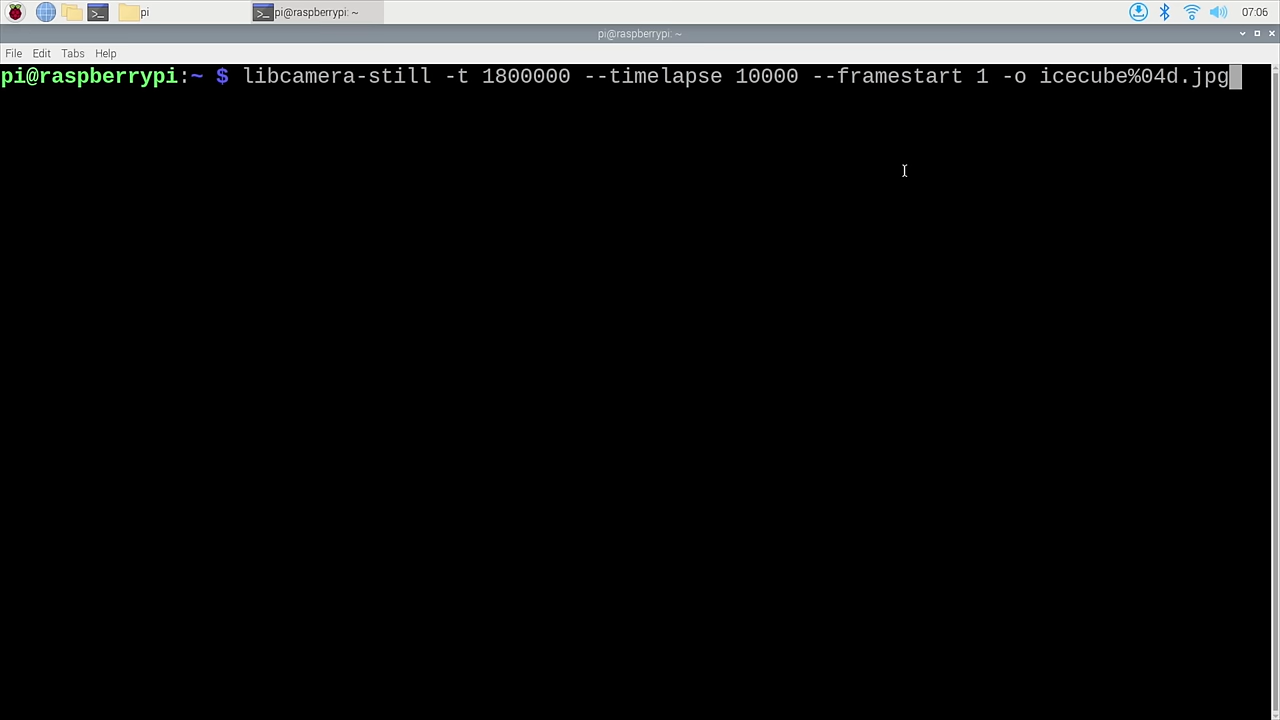 pi
pi@raspberrypi: ~
07:06
pi@raspberrypi: ~
File Edit Tabs Help
pi@raspberrypi:~ $ libcamera-still -t 1800000 --timelapse 10000 --framestart 1 -o icecube%04d.jpg